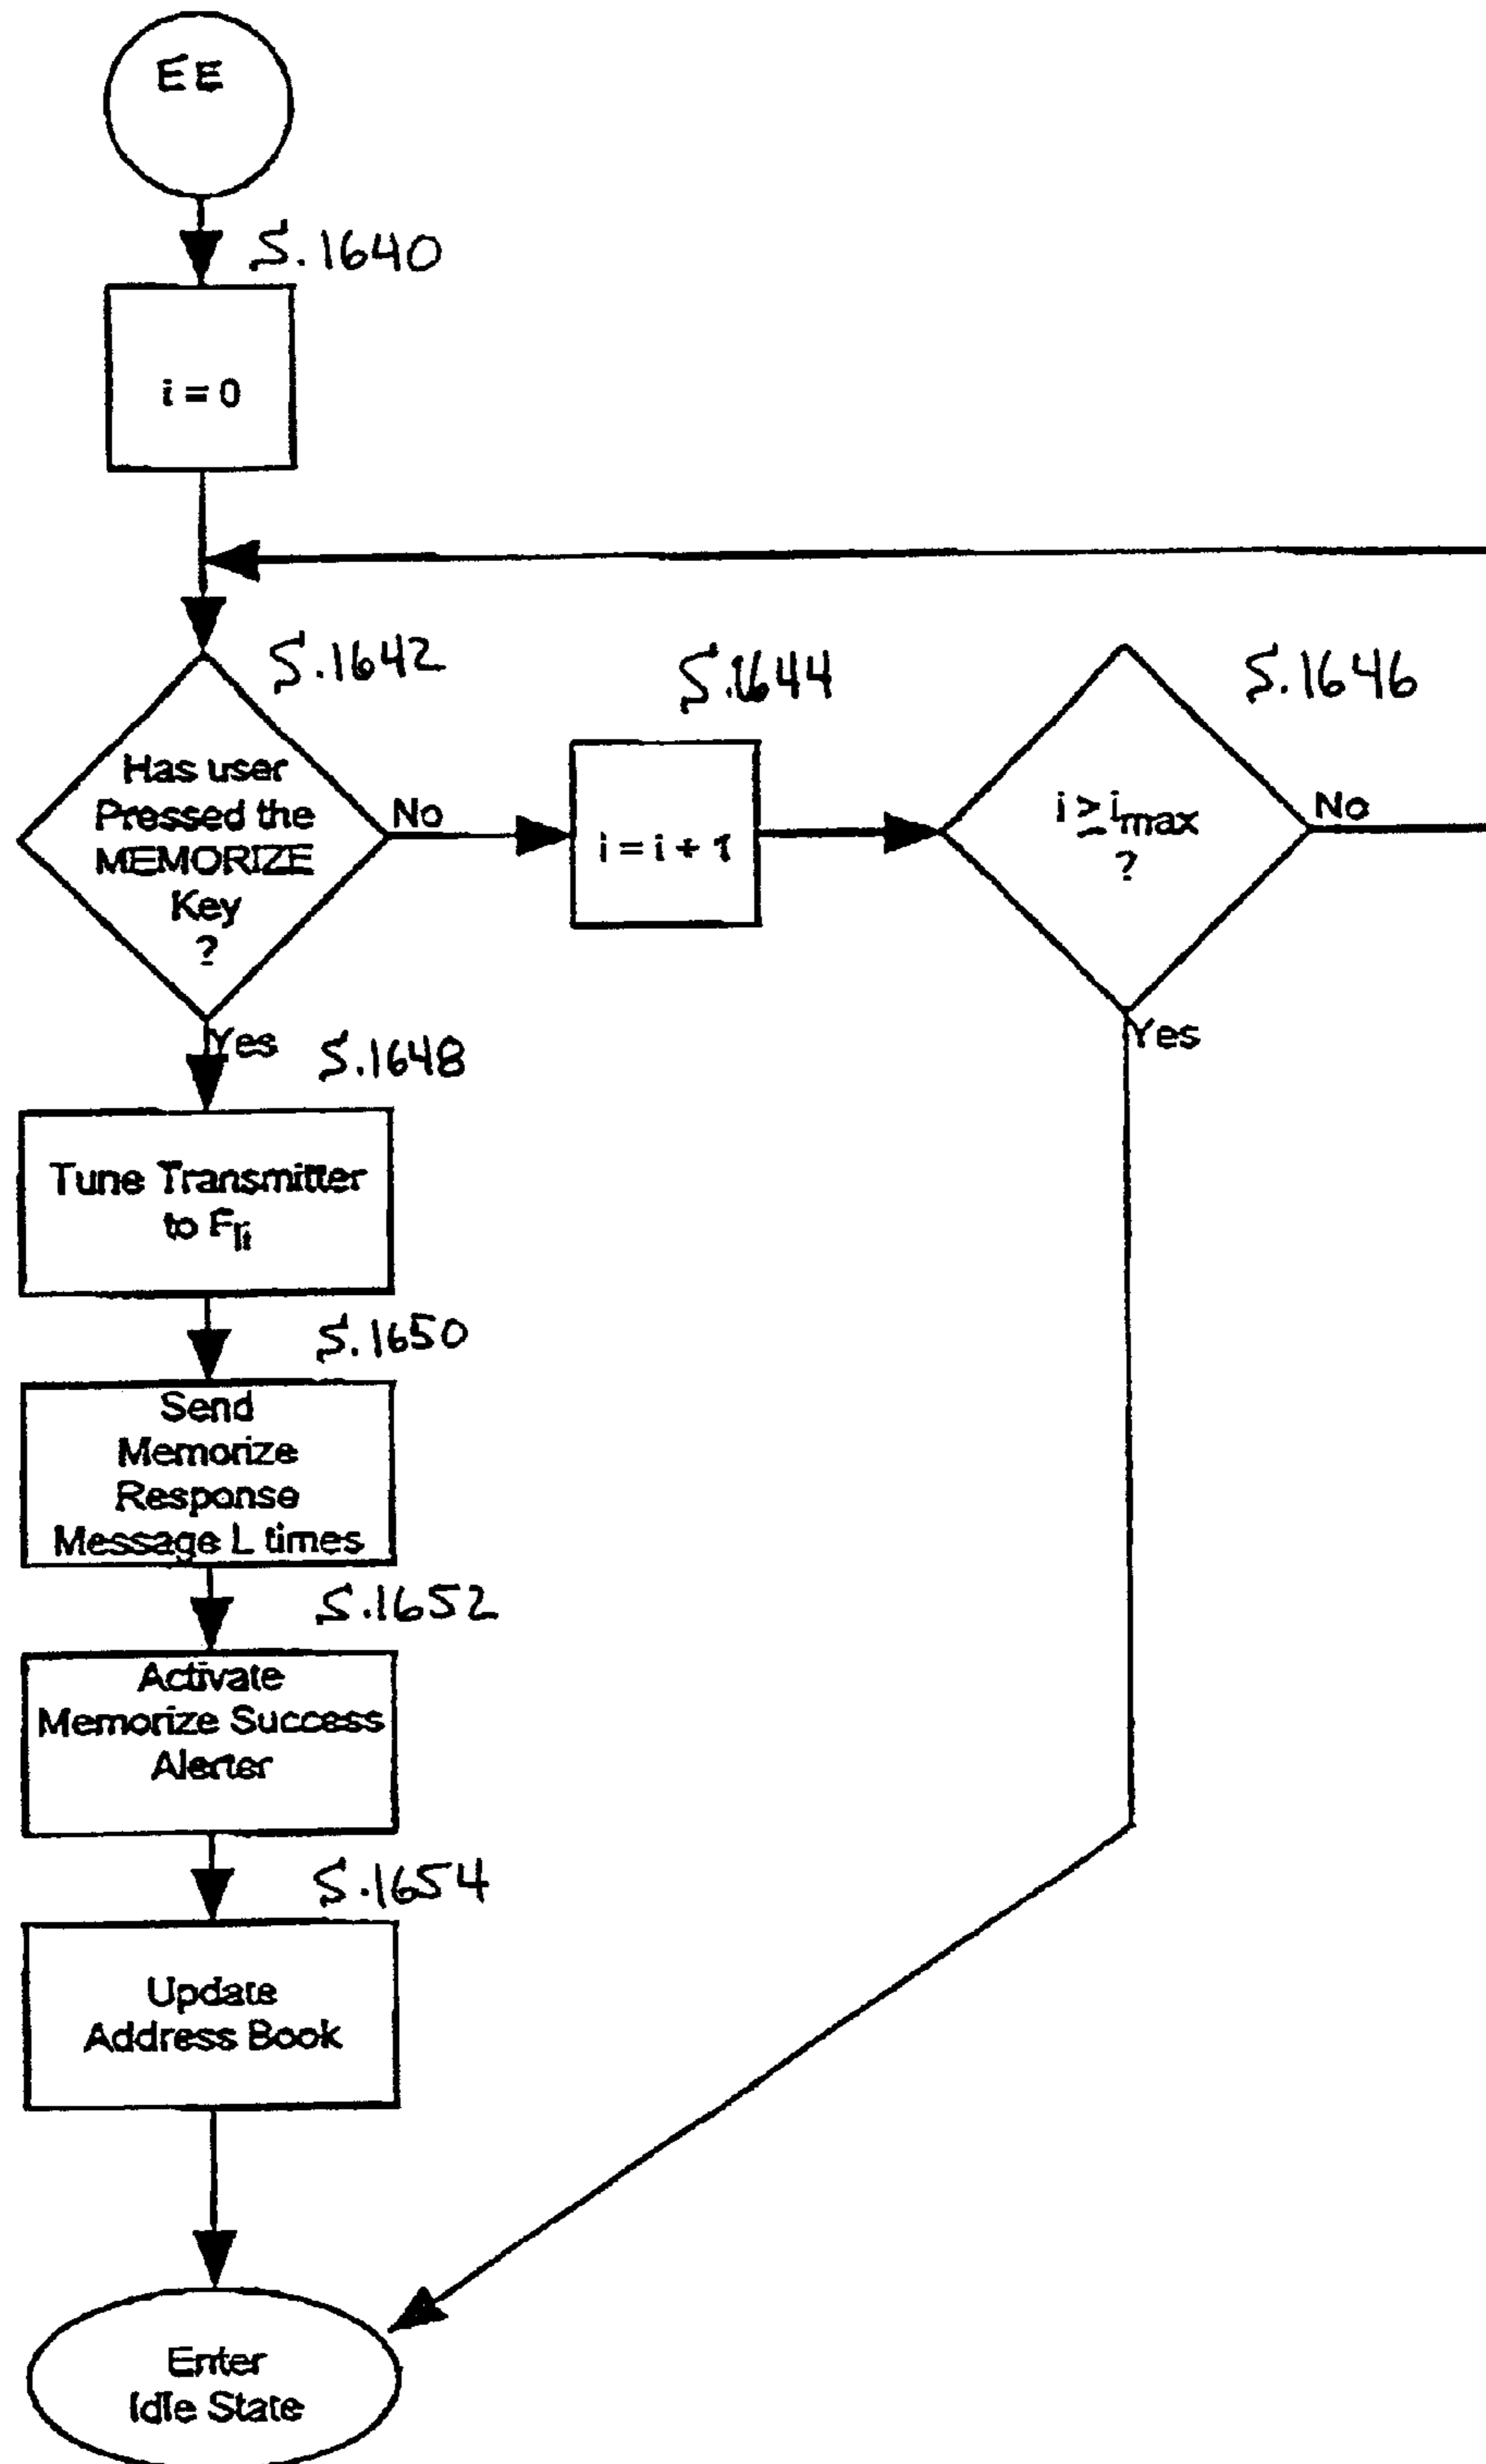 EE
S.1640
i = 0
S.1642
S.1644
S.1646
Has user
Pressed the
MEMORIZE
Key
?
No
i = i + 1
i ≥ imax
?
No
Yes
Yes
S.1648
Tune Transmitter
to
S.1650
Send
Memorize
Response
Message L times
S.1652
Activate
Memorize Success
Alerter
S.1654
Update
Address Book
Enter
Idle State